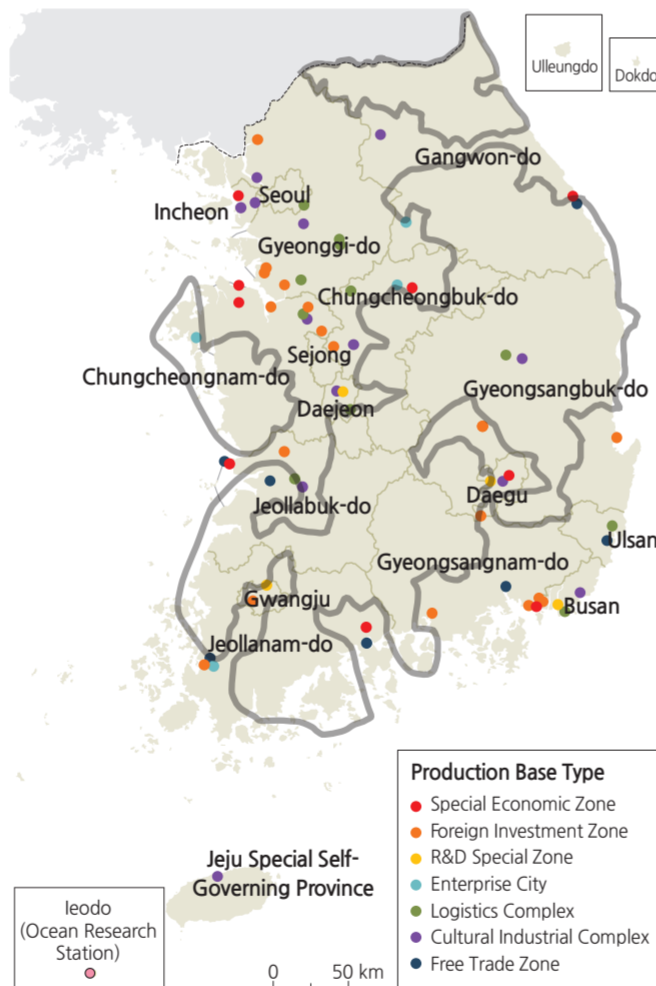 Ulleungdo
Dokdo
Gangwon-do
Seoul
Incheon
Gyeonggi-do
Chungcheongbuk-do
Sejong
Chungcheongnam-do
Gyeongsangbuk-do
Daejeon
Daegu
Jeollabuk-do
Ulsan
Gyeongsangnam-do
Gwangju
Busan
Jeollanam-do
Production Base Type
Special Economic Zone
Foreign Investment Zone
R&D Special Zone
Enterprise City
Logistics Complex
Cultural Industrial Complex
Free Trade Zone
Jeju Special Self-
Governing Province
Ieodo
(Ocean Research
Station)
0 50 km